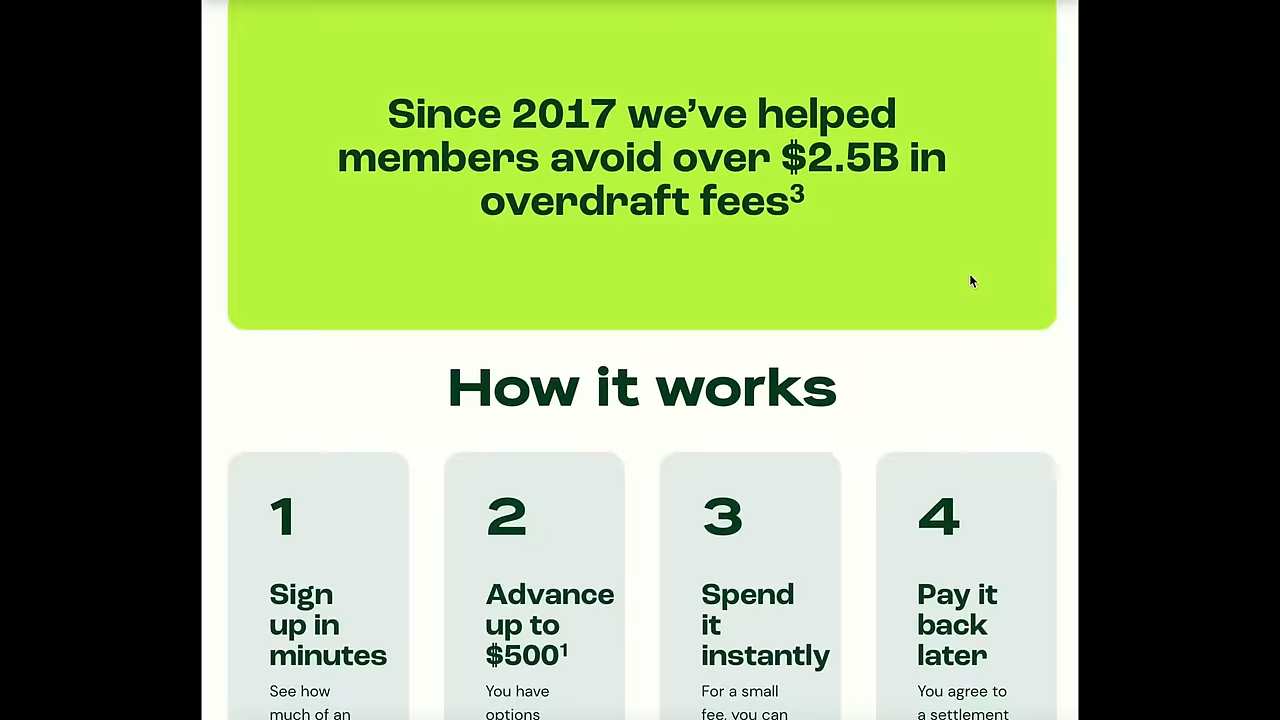 Since 2017 we’ve helped
members avoid over $2.5B in
overdraft fees³
How it works
1
Sign
up in
minutes
See how
much of an
2
Advance
up to
$500¹
You have
options
3
Spend
it
instantly
For a small
fee, you can
4
Pay it
back
later
You agree to
a settlement